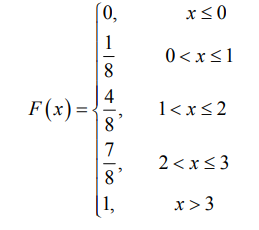 F(x) = { 0, x ≤ 0
1/8 0 < x ≤ 1
4/8, 1 < x ≤ 2
7/8, 2 < x ≤ 3
1, x > 3